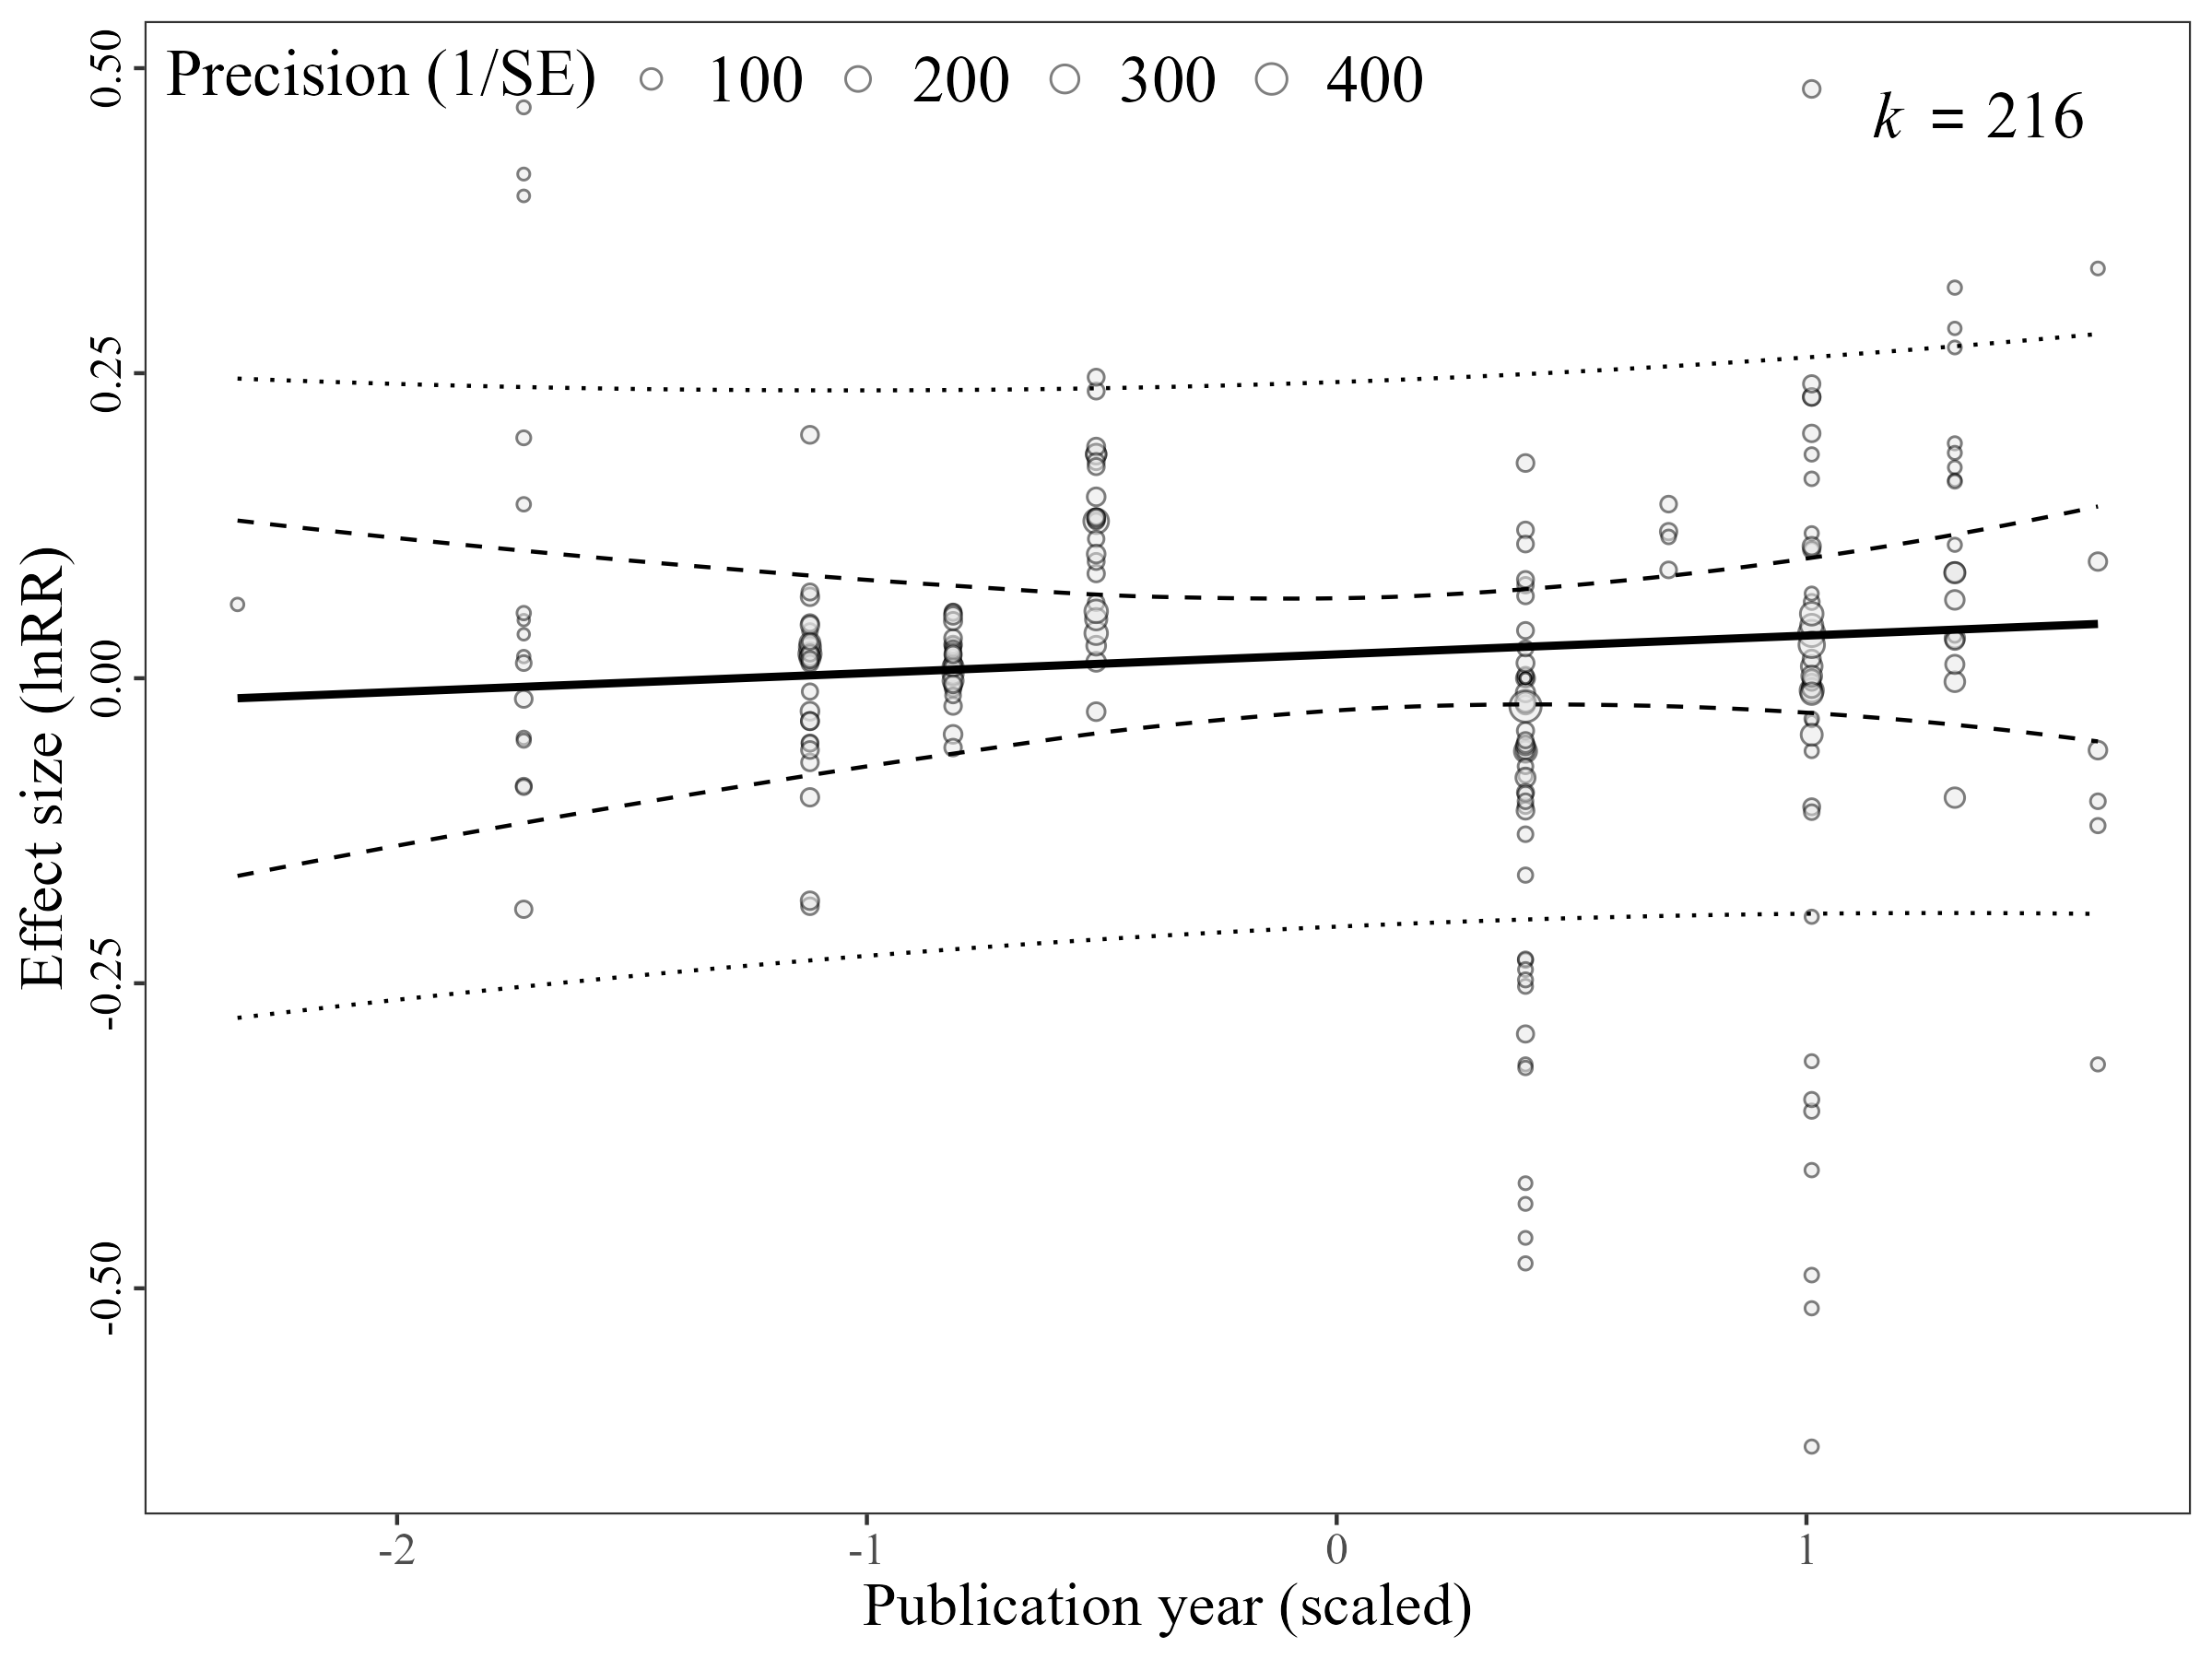 Precision (1/SE) 100 200 300 400
k = 216
Effect size (lnRR)
0.50
0.25
0.00
-0.25
-0.50
-2 -1 0 1
Publication year (scaled)